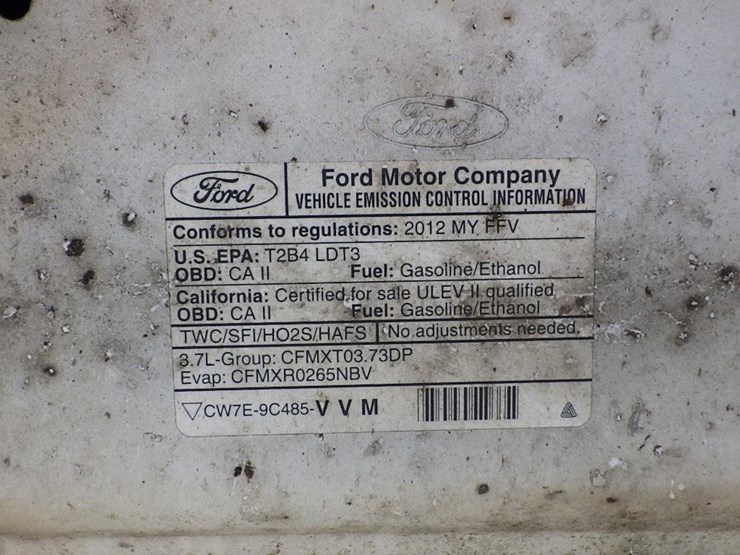 Ford
Ford
Ford Motor Company
VEHICLE EMISSION CONTROL INFORMATION
Conforms to regulations: 2012 MY FFV
U.S. EPA: T2B4 LDT3
OBD: CA II Fuel: Gasoline/Ethanol
California: Certified for sale ULEV II qualified
OBD: CA II Fuel: Gasoline/Ethanol
TWC/SFI/HO2S/HAFS No adjustments needed.
3.7L-Group: CFMXT03.73DP
Evap: CFMXR0265NBV
CW7E-9C485-V V M